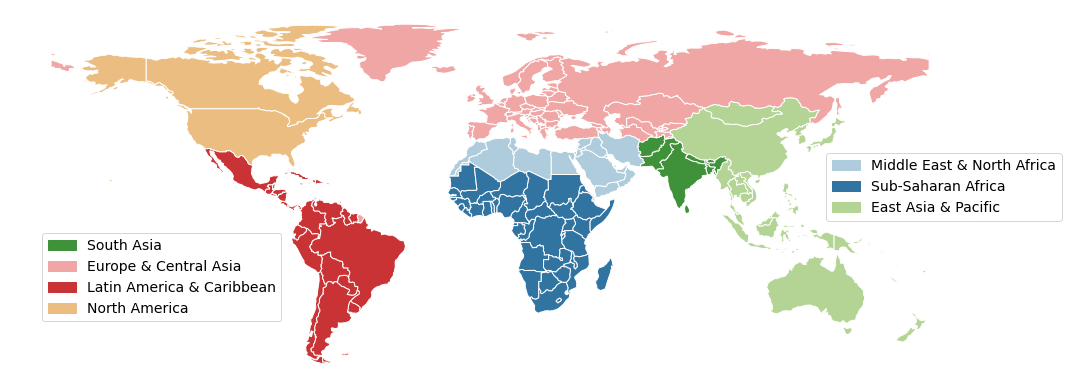 South Asia
Europe & Central Asia
Latin America & Caribbean
North America
Middle East & North Africa
Sub-Saharan Africa
East Asia & Pacific